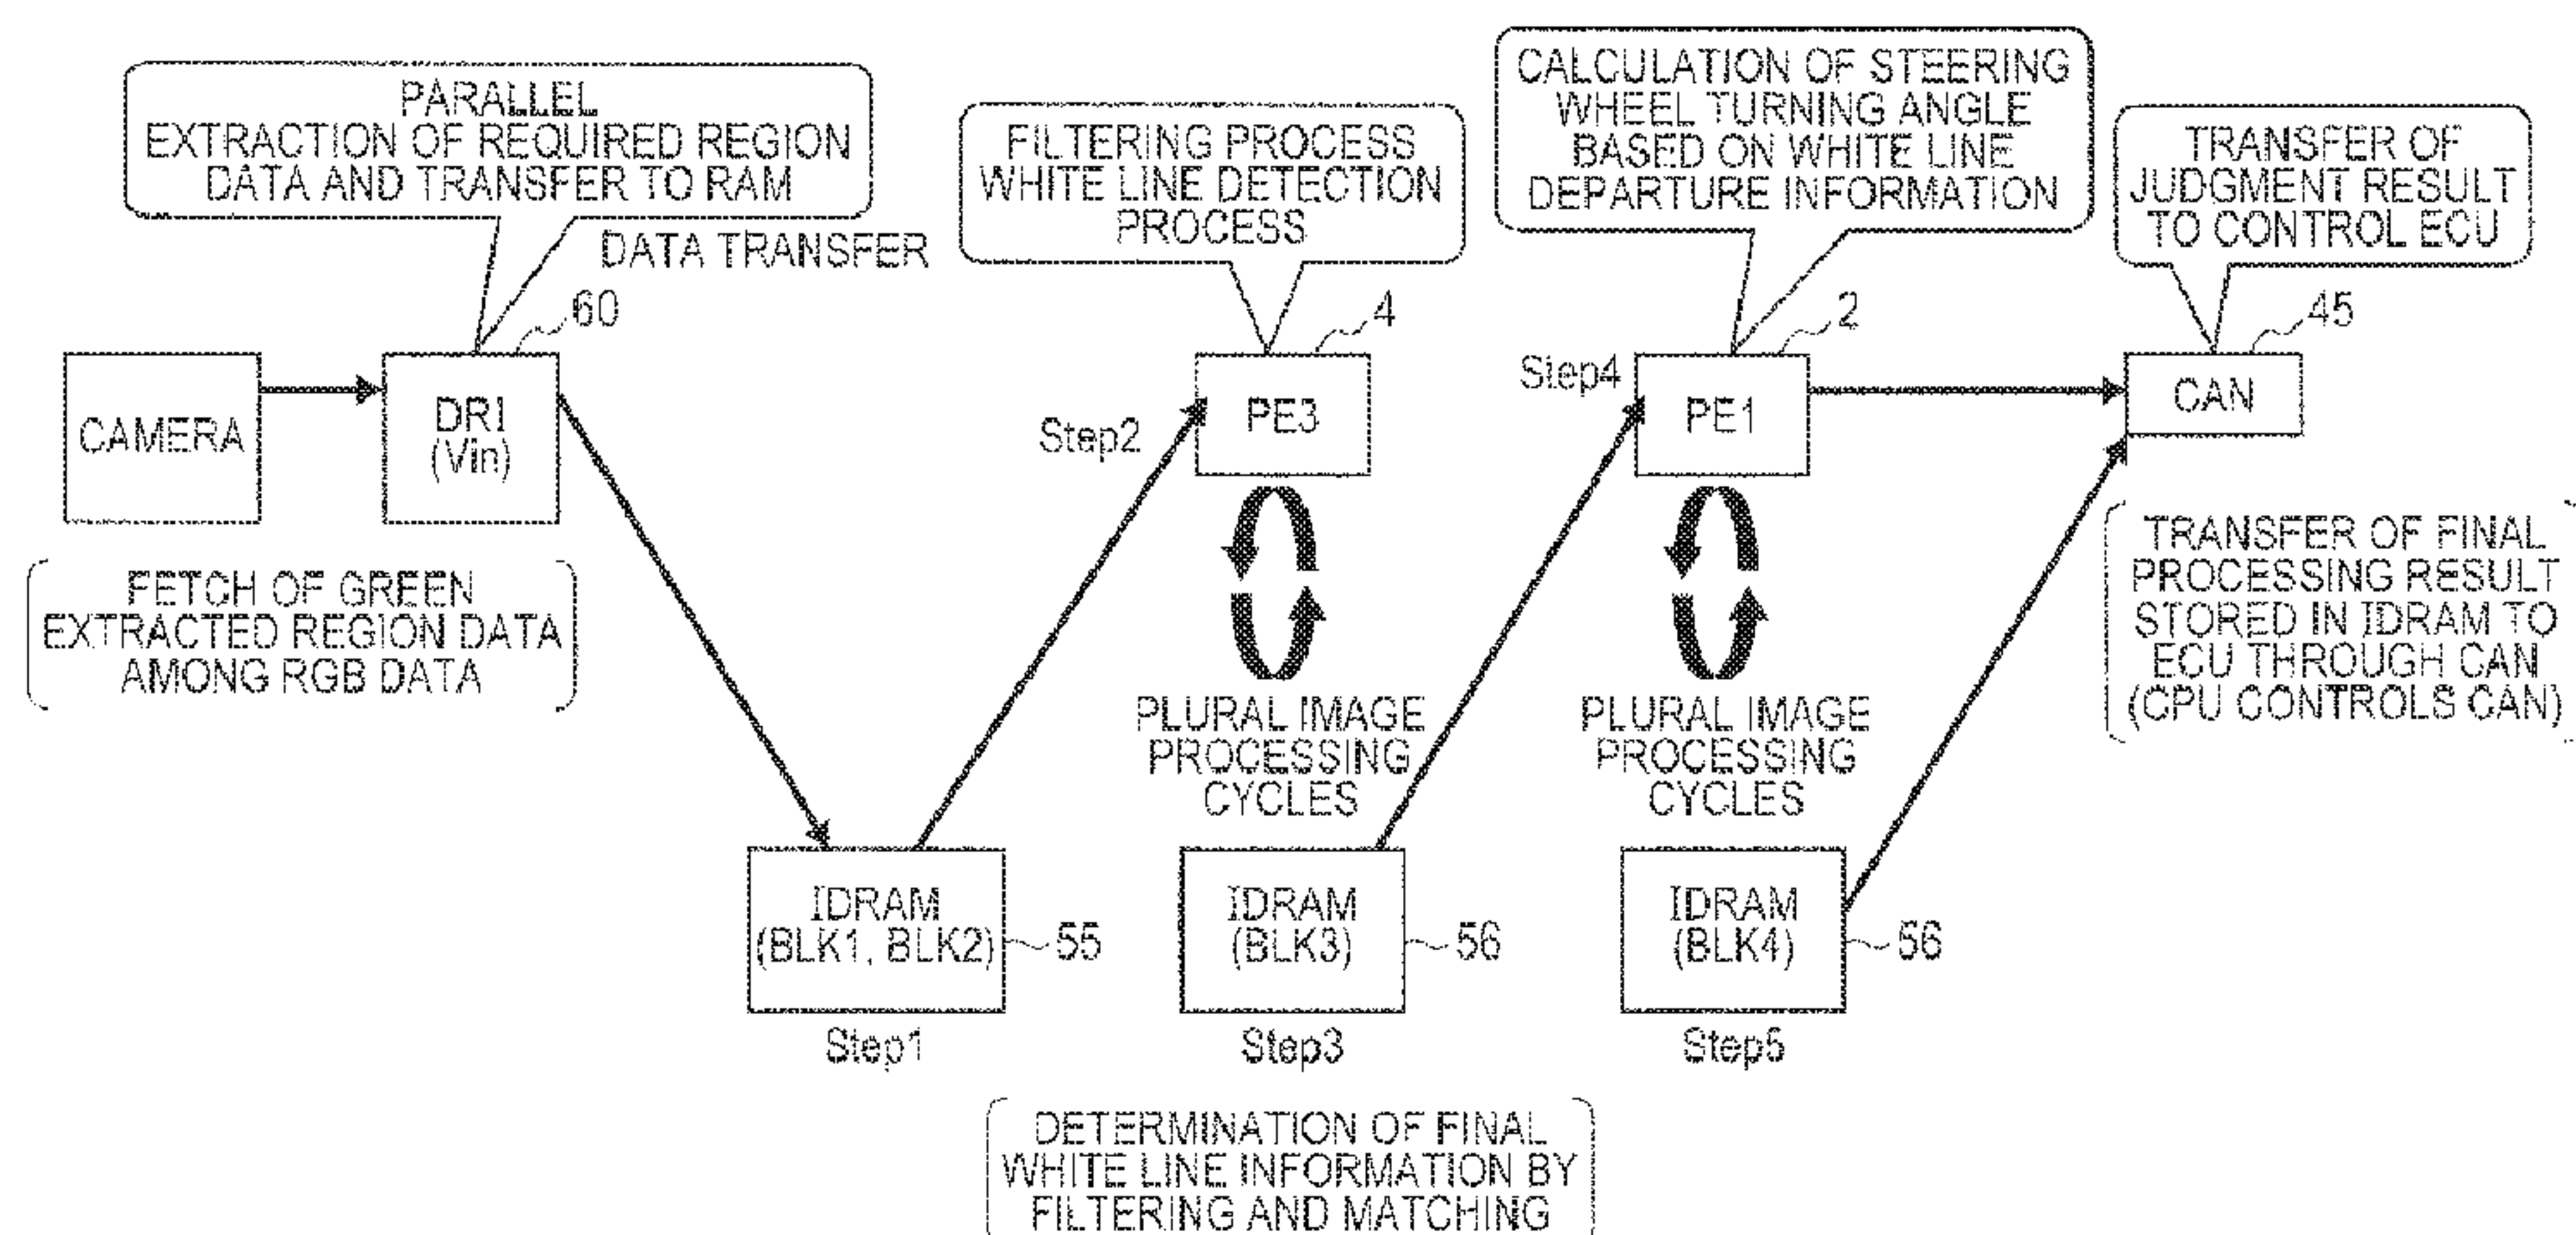 PARALLEL
EXTRACTION OF REQUIRED REGION
DATA AND TRANSFER TO RAM
DATA TRANSFER
FILTERING PROCESS
WHITE LINE DETECTION
PROCESS
CALCULATION OF STEERING
WHEEL TURNING ANGLE
BASED ON WHITE LINE
DEPARTURE INFORMATION
TRANSFER OF
JUDGMENT RESULT
TO CONTROL ECU
60
4
2
45
CAMERA
DRI
(Vin)
Step2
PE3
Step4
PE1
CAN
FETCH OF GREEN
EXTRACTED REGION DATA
AMONG RGB DATA
PLURAL IMAGE
PROCESSING
CYCLES
PLURAL IMAGE
PROCESSING
CYCLES
TRANSFER OF FINAL
PROCESSING RESULT
STORED IN IDRAM TO
ECU THROUGH CAN
(CPU CONTROLS CAN)
IDRAM
(BLK1, BLK2)
55
Step1
IDRAM
(BLK3)
56
Step3
IDRAM
(BLK4)
56
Step5
DETERMINATION OF FINAL
WHITE LINE INFORMATION BY
FILTERING AND MATCHING